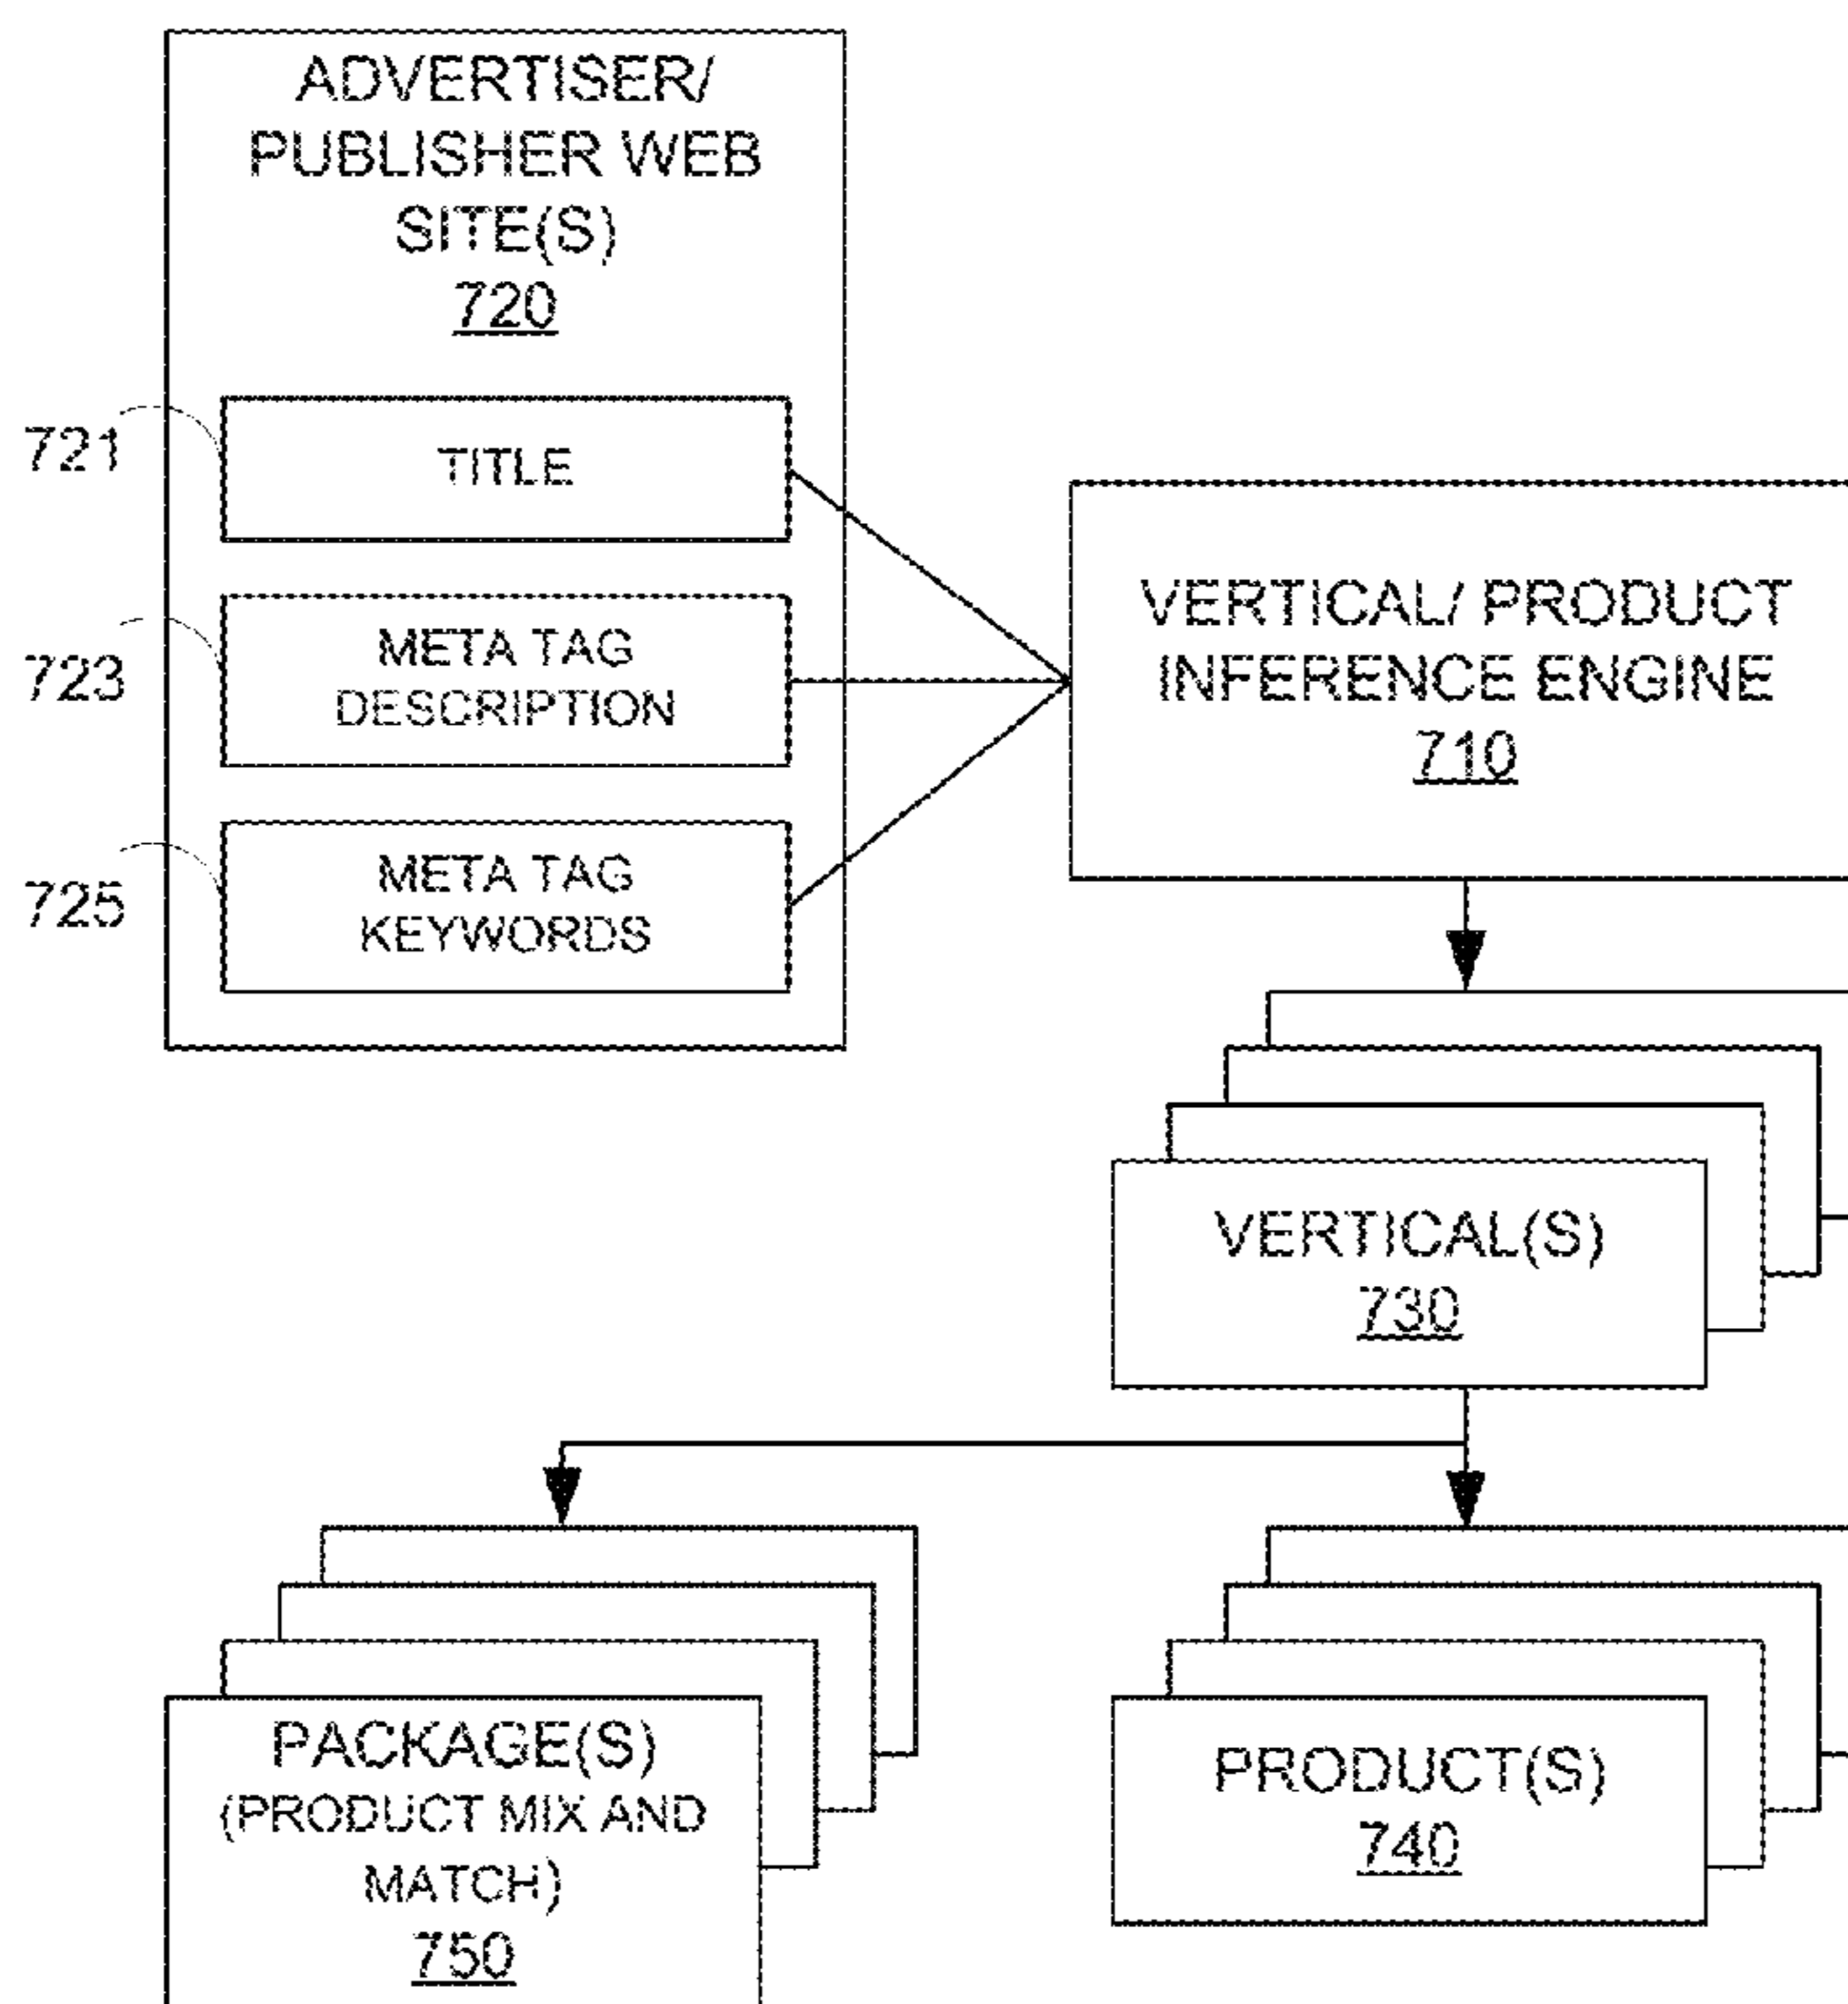 ADVERTISER/
PUBLISHER WEB
SITE(S)
720
721
TITLE
723
META TAG
DESCRIPTION
725
META TAG
KEYWORDS
VERTICAL/ PRODUCT
INFERENCE ENGINE
710
VERTICAL(S)
730
PACKAGE(S)
(PRODUCT MIX AND
MATCH)
750
PRODUCT(S)
740